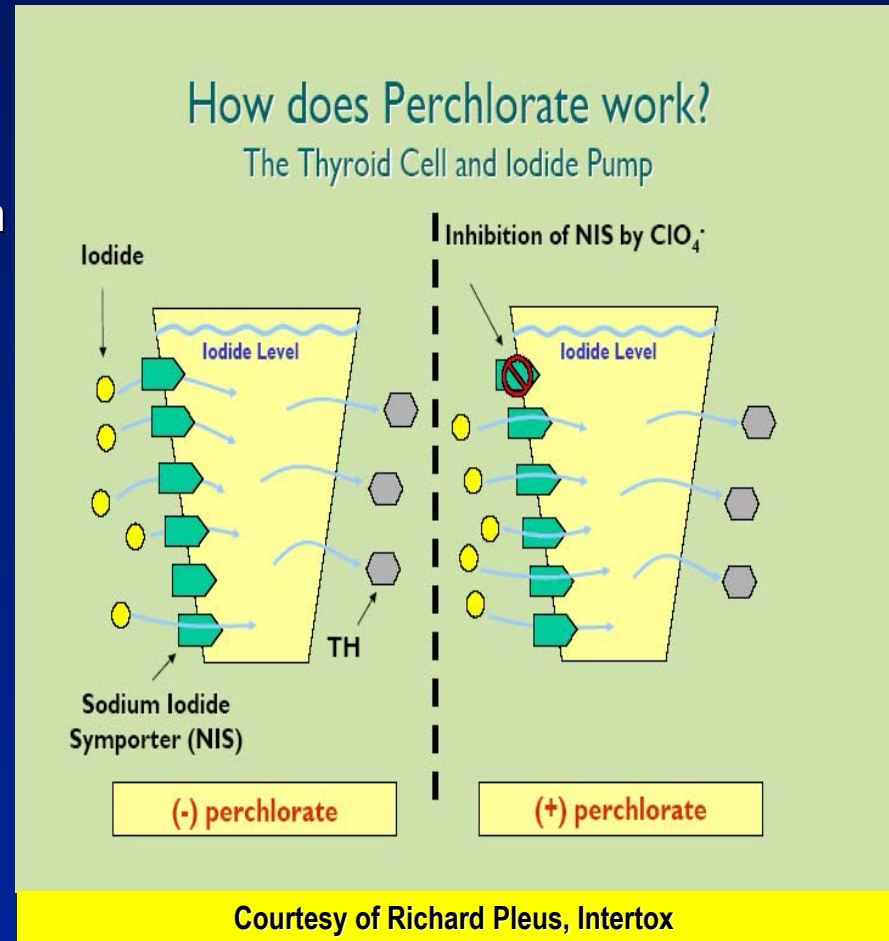 How does Perchlorate work?
The Thyroid Cell and Iodide Pump
Iodide
Iodide Level
TH
Sodium Iodide
Symporter (NIS)
(-) perchlorate
Inhibition of NIS by ClO₄⁻
Iodide Level
(+) perchlorate
Courtesy of Richard Pleus, Intertox